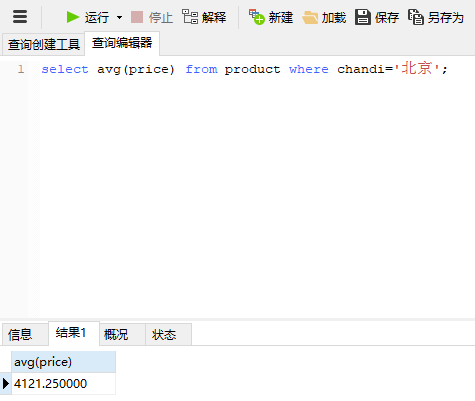 运行 停止 解释 新建 加载 保存 另存为
查询创建工具 查询编辑器
1 select avg(price) from product where chandi='北京';
信息 结果1 概况 状态
avg(price)
4121.250000